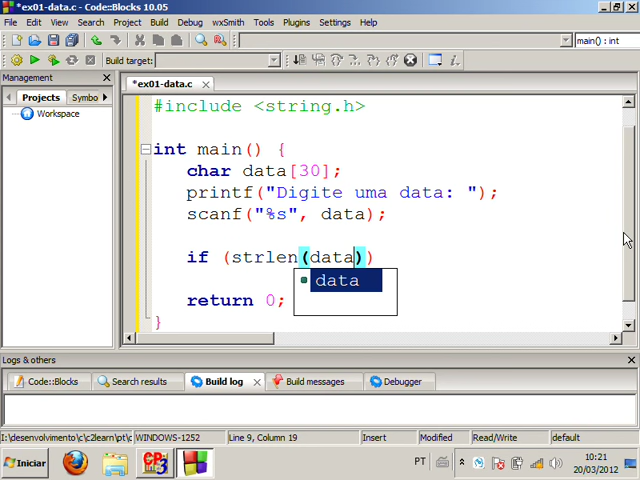 *ex01-data.c - Code::Blocks 10.05
File View Search Project Build Debug wxSmith Tools Plugins Settings Help
main() : int
Build target:
Management
Projects Symbo
Workspace
*ex01-data.c
#include <string.h>
int main() {
char data[30];
printf("Digite uma data: ");
scanf("%s", data);
if (strlen(data))
data
return 0;
}
Logs & others
Code::Blocks Search results Build log Build messages Debugger
I:\desenvolvimento\c\c2learn\pt\c WINDOWS-1252 Line 9, Column 19 Insert Modified Read/Write default
Iniciar
PT
10:21
20/03/2012